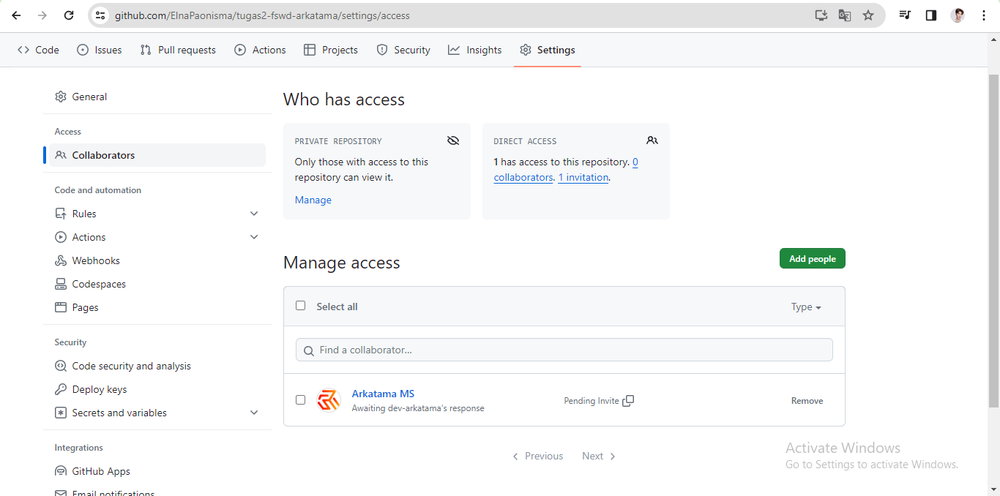 github.com/ElnaPaonisma/tugas2-fswd-arkatama/settings/access
Code Issues Pull requests Actions Projects Security Insights Settings
General
Access
Collaborators
Code and automation
Rules
Actions
Webhooks
Codespaces
Pages
Security
Code security and analysis
Deploy keys
Secrets and variables
Integrations
GitHub Apps
Email notifications
Who has access
PRIVATE REPOSITORY
Only those with access to this
repository can view it.
Manage
DIRECT ACCESS
1 has access to this repository. 0
collaborators. 1 invitation.
Manage access
Add people
Select all
Type
Find a collaborator...
Arkatama MS
Awaiting dev-arkatama's response
Pending Invite
Remove
Previous Next
Activate Windows
Go to Settings to activate Windows.